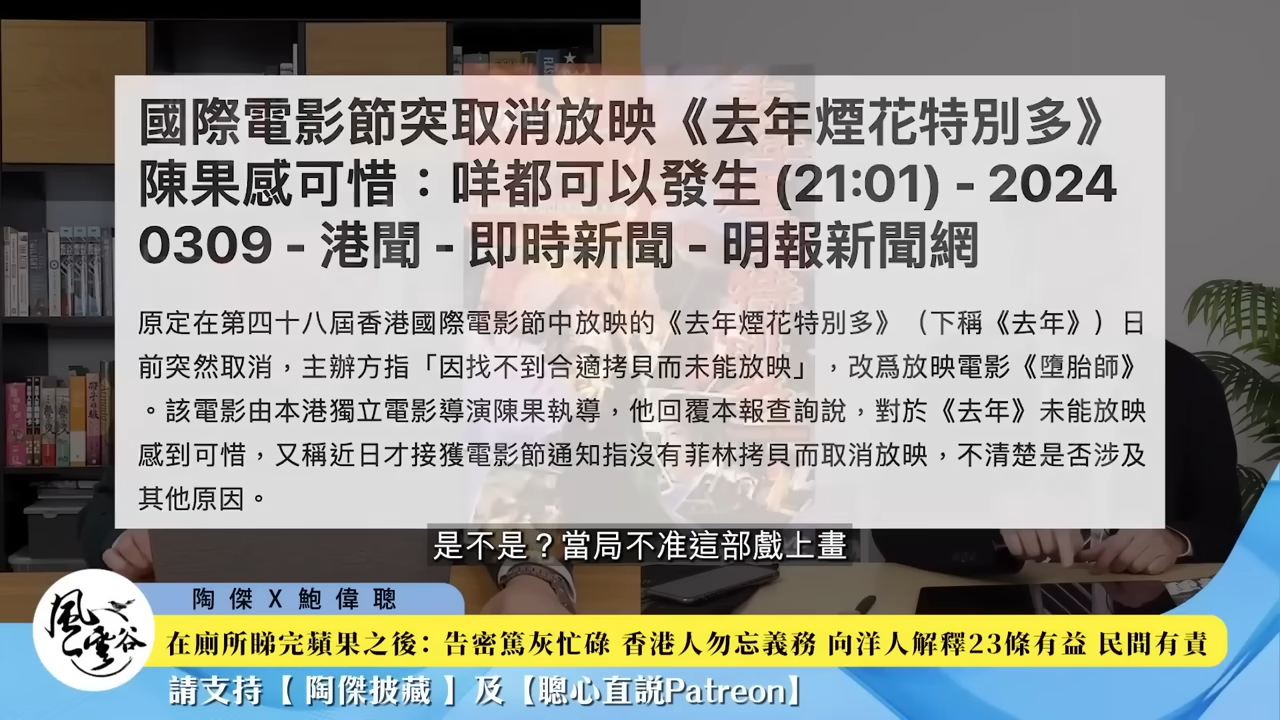 國際電影節突取消放映《去年煙花特別多》
陳果感可惜：咩都可以發生 (21:01) - 2024
0309 - 港聞 - 即時新聞 - 明報新聞網
原定在第四十八屆香港國際電影節中放映的《去年煙花特別多》（下稱《去年》）日
前突然取消，主辦方指「因找不到合適拷貝而未能放映」，改爲放映電影《墮胎師》
。該電影由本港獨立電影導演陳果執導，他回覆本報查詢說，對於《去年》未能放映
感到可惜，又稱近日才接獲電影節通知指沒有菲林拷貝而取消放映，不清楚是否涉及
其他原因。
是不是？當局不准這部戲上畫
陶傑X鮑偉聰
風雲谷
在廁所睇完蘋果之後：告密篤灰忙碌 香港人勿忘義務 向洋人解釋23條有益 民間有責
請支持【 陶傑披藏 】及【聰心直説Patreon】